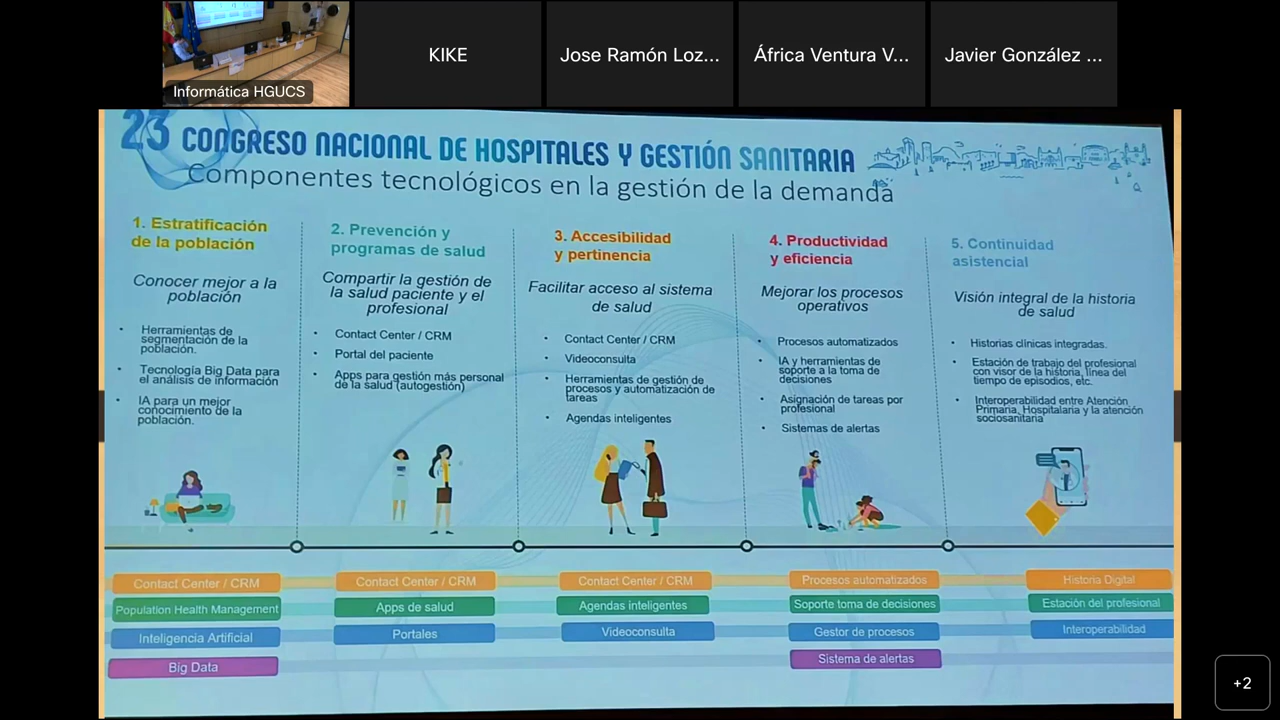 Informática HGUCS
KIKE
Jose Ramón Loz...
África Ventura V...
Javier González ...
23 CONGRESO NACIONAL DE HOSPITALES Y GESTIÓN SANITARIA
Componentes tecnológicos en la gestión de la demanda
1. Estratificación
de la población
Conocer mejor a la
población
• Herramientas de
segmentación de la
población.
• Tecnología Big Data para
el análisis de información
• IA para un mejor
conocimiento de la
población.
2. Prevención y
programas de salud
Compartir la gestión de
la salud paciente y el
profesional
• Contact Center / CRM
• Portal del paciente
• Apps para gestión más personal
de la salud (autogestión)
3. Accesibilidad
y pertinencia
Facilitar acceso al sistema
de salud
• Contact Center / CRM
• Videoconsulta
• Herramientas de gestión de
procesos y automatización de
tareas
• Agendas inteligentes
4. Productividad
y eficiencia
Mejorar los procesos
operativos
• Procesos automatizados
• IA y herramientas de
soporte a la toma de
decisiones
• Asignación de tareas por
profesional
• Sistemas de alertas
5. Continuidad
asistencial
Visión integral de la historia
de salud
• Historias clínicas integradas.
• Estación de trabajo del profesional
con visor de la historia, línea del
tiempo de episodios, etc.
• Interoperabilidad entre Atención
Primaria, Hospitalaria y la atención
sociosanitaria
Contact Center / CRM
Population Health Management
Inteligencia Artificial
Big Data
Contact Center / CRM
Apps de salud
Portales
Contact Center / CRM
Agendas inteligentes
Videoconsulta
Procesos automatizados
Soporte toma de decisiones
Gestor de procesos
Sistema de alertas
Historia Digital
Estación del profesional
Interoperabilidad
+2